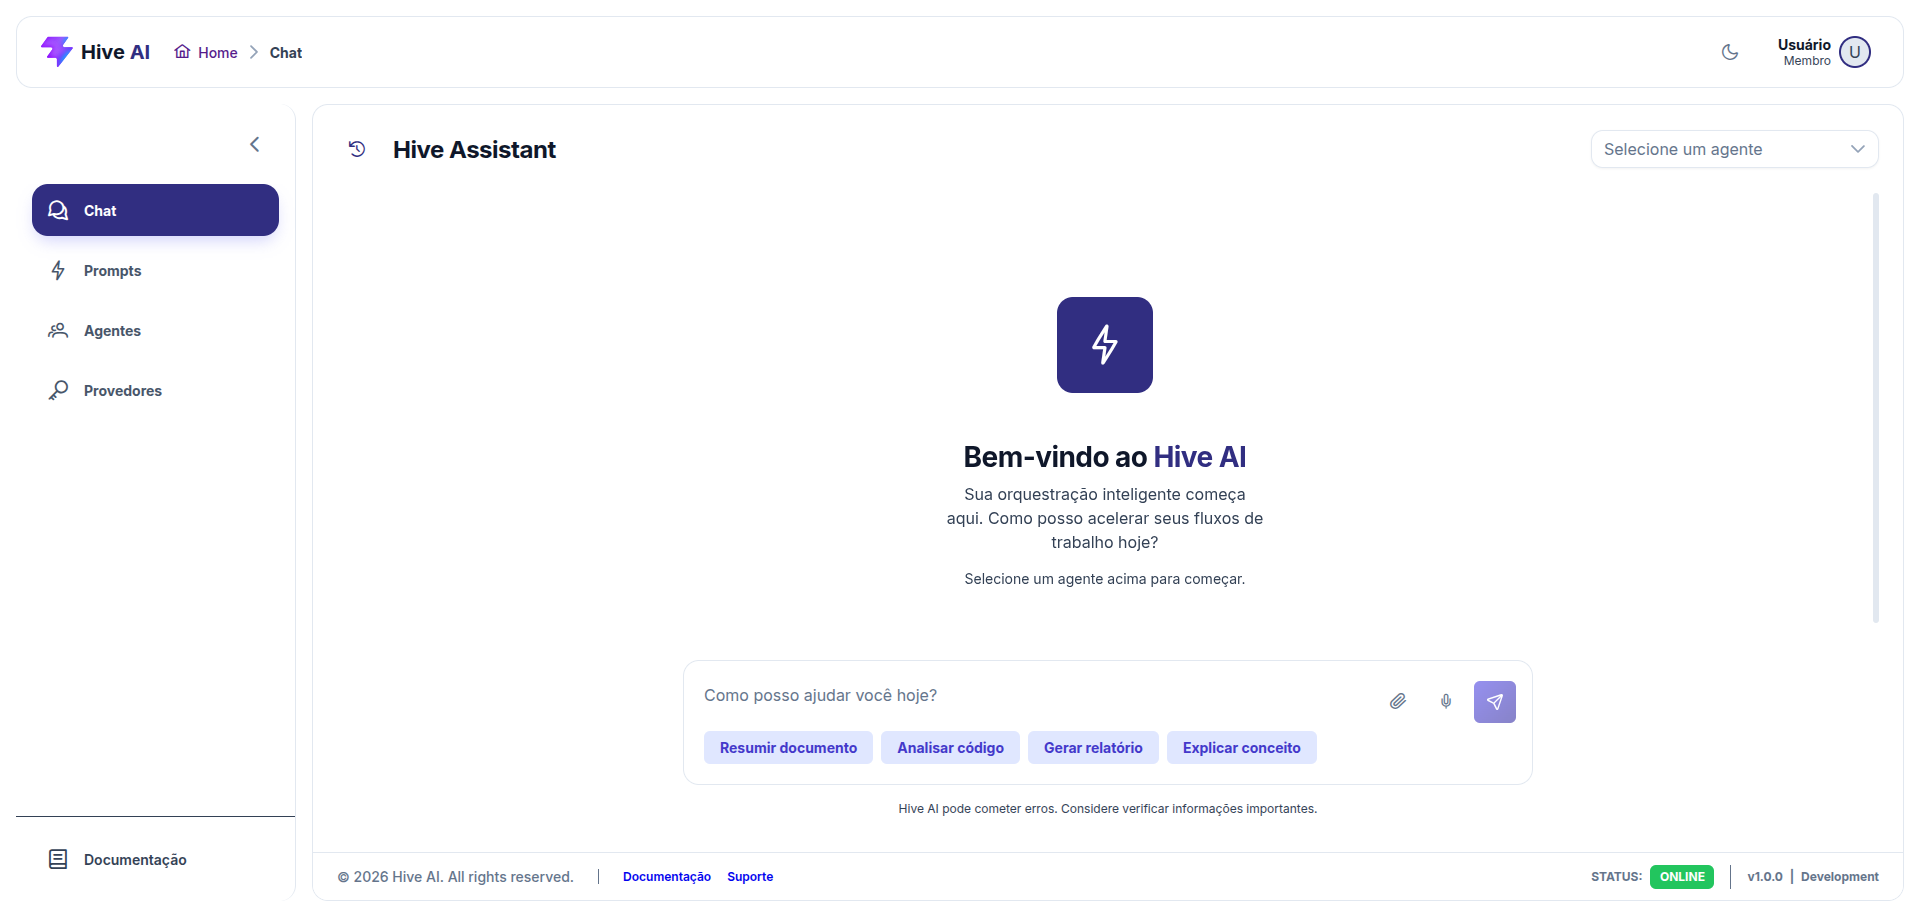 Hive AI
Home
Chat
Usuário
Membro
U
Chat
Prompts
Agentes
Provedores
Documentação
Hive Assistant
Selecione um agente
Bem-vindo ao Hive AI
Sua orquestração inteligente começa
aqui. Como posso acelerar seus fluxos de
trabalho hoje?
Selecione um agente acima para começar.
Como posso ajudar você hoje?
Resumir documento
Analisar código
Gerar relatório
Explicar conceito
Hive AI pode cometer erros. Considere verificar informações importantes.
© 2026 Hive AI. All rights reserved. | Documentação Suporte
STATUS: ONLINE | v1.0.0 | Development